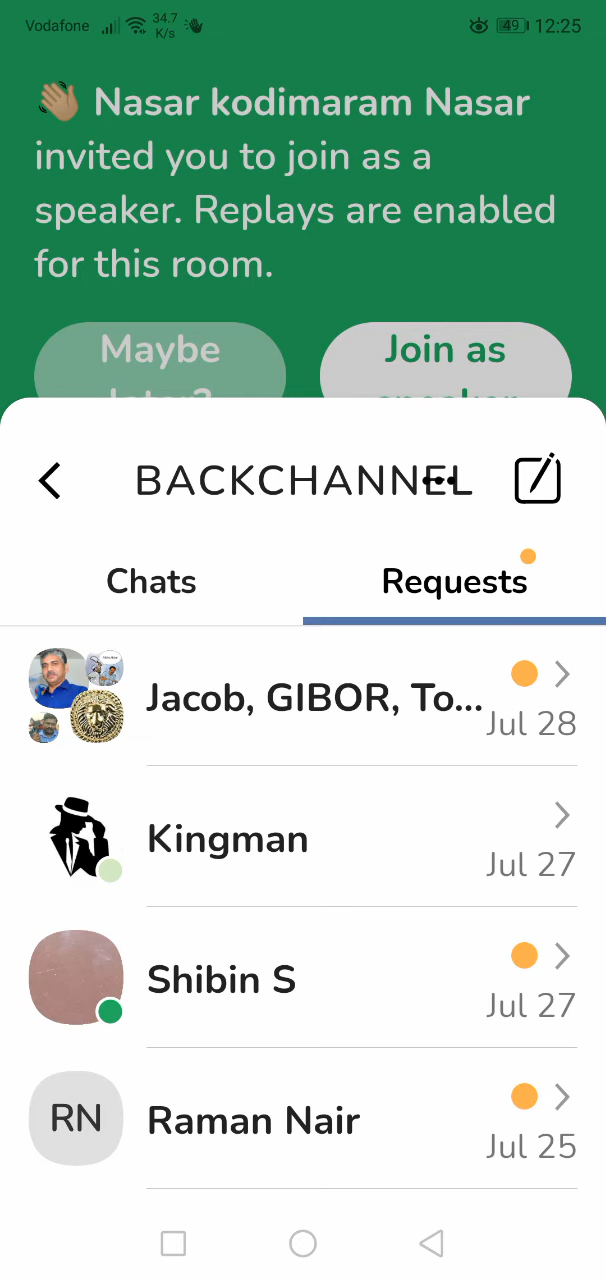 Vodafone 34.7 K/s 49 12:25
👋🏽 Nasar kodimaram Nasar
invited you to join as a
speaker. Replays are enabled
for this room.
Maybe later?
Join as speaker
BACKCHANNEL
Chats
Requests
Jacob, GIBOR, To...
Jul 28
Kingman
Jul 27
Shibin S
Jul 27
RN
Raman Nair
Jul 25